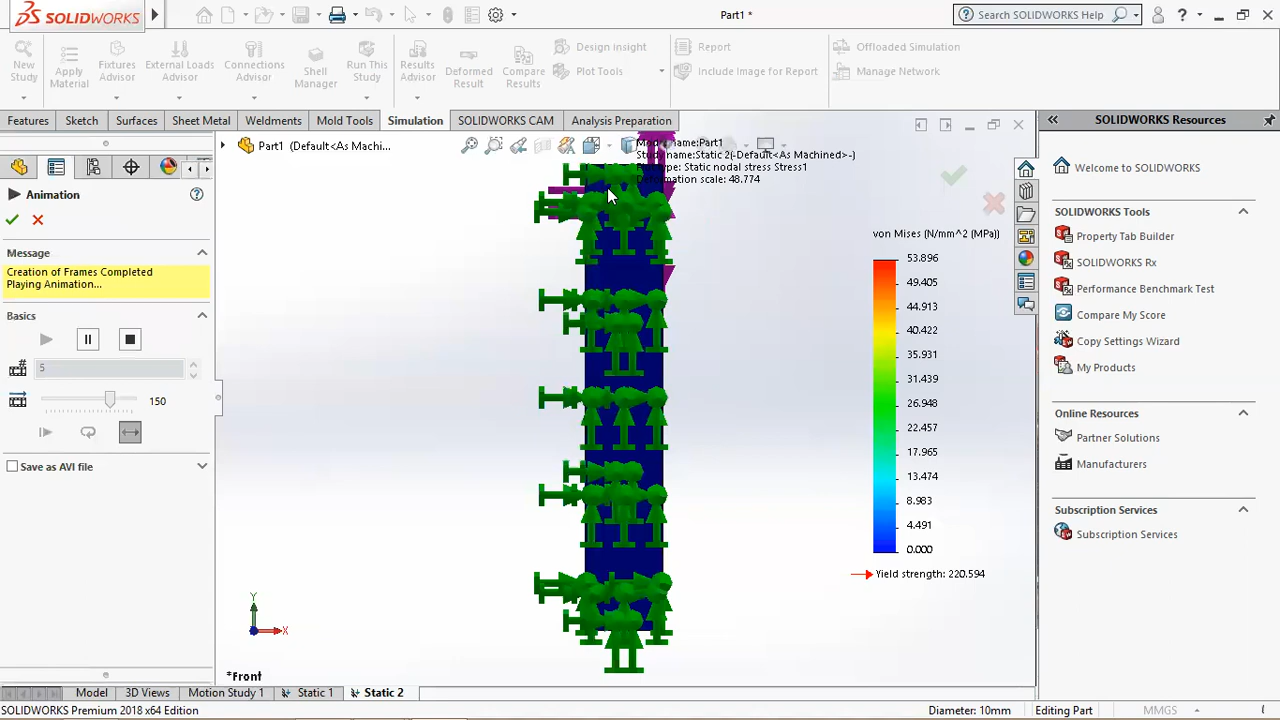 SOLIDWORKS
Part1 *
Search SOLIDWORKS Help
New Study
Apply Material
Fixtures Advisor
External Loads Advisor
Connections Advisor
Shell Manager
Run This Study
Results Advisor
Deformed Result
Compare Results
Design Insight
Plot Tools
Report
Include Image for Report
Offloaded Simulation
Manage Network
Features
Sketch
Surfaces
Sheet Metal
Weldments
Mold Tools
Simulation
SOLIDWORKS CAM
Analysis Preparation
Part1 (Default<As Machi...
name:Part1
Study name:Static 2(-Default<As Machined>-)
type: Static nodal stress Stress1
Deformation scale: 48.774
Animation
Message
Creation of Frames Completed
Playing Animation...
Basics
5
150
Save as AVI file
von Mises (N/mm^2 (MPa))
53.896
49.405
44.913
40.422
35.931
31.439
26.948
22.457
17.965
13.474
8.983
4.491
0.000
Yield strength: 220.594
Y
X
*Front
SOLIDWORKS Resources
Welcome to SOLIDWORKS
SOLIDWORKS Tools
Property Tab Builder
SOLIDWORKS Rx
Performance Benchmark Test
Compare My Score
Copy Settings Wizard
My Products
Online Resources
Partner Solutions
Manufacturers
Subscription Services
Subscription Services
Model
3D Views
Motion Study 1
Static 1
Static 2
SOLIDWORKS Premium 2018 x64 Edition
Diameter: 10mm
Editing Part
MMGS